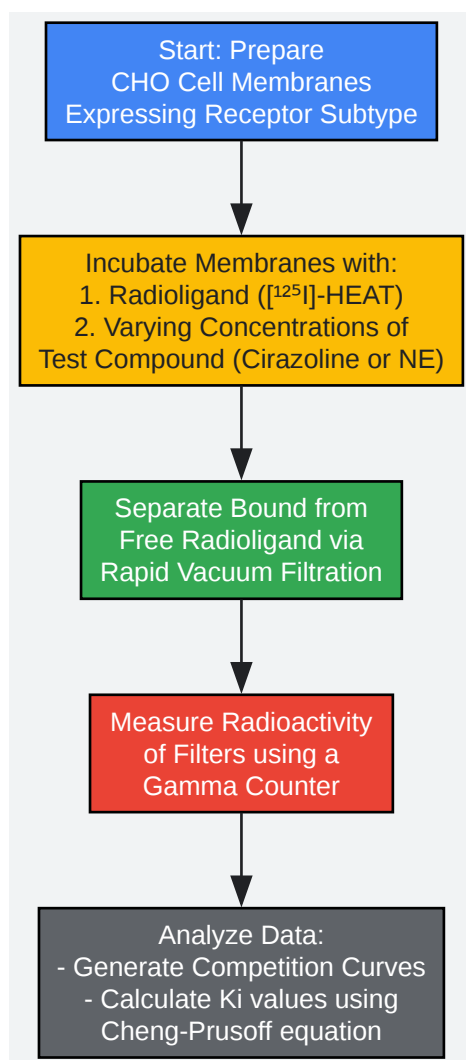 Start: Prepare
CHO Cell Membranes
Expressing Receptor Subtype
Incubate Membranes with:
1. Radioligand ([¹²⁵I]-HEAT)
2. Varying Concentrations of
Test Compound (Cirazoline or NE)
Separate Bound from
Free Radioligand via
Rapid Vacuum Filtration
Measure Radioactivity
of Filters using a
Gamma Counter
Analyze Data:
- Generate Competition Curves
- Calculate Ki values using
Cheng-Prusoff equation